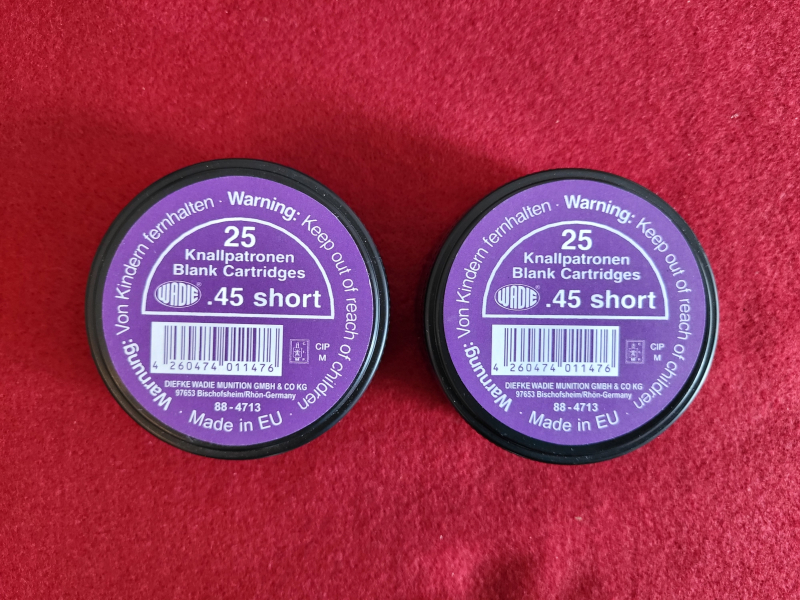 Warnung: Von Kindern fernhalten · Warning: Keep out of reach of children
25
Knallpatronen
Blank Cartridges
WADIE® .45 short
4 260474 011476
CIP
M
DIEFKE WADIE MUNITION GMBH & CO KG
97653 Bischofsheim/Rhön-Germany
88-4713
· Made in EU ·
Warnung: Von Kindern fernhalten · Warning: Keep out of reach of children
25
Knallpatronen
Blank Cartridges
WADIE® .45 short
4 260474 011476
CIP
M
DIEFKE WADIE MUNITION GMBH & CO KG
97653 Bischofsheim/Rhön-Germany
88-4713
· Made in EU ·